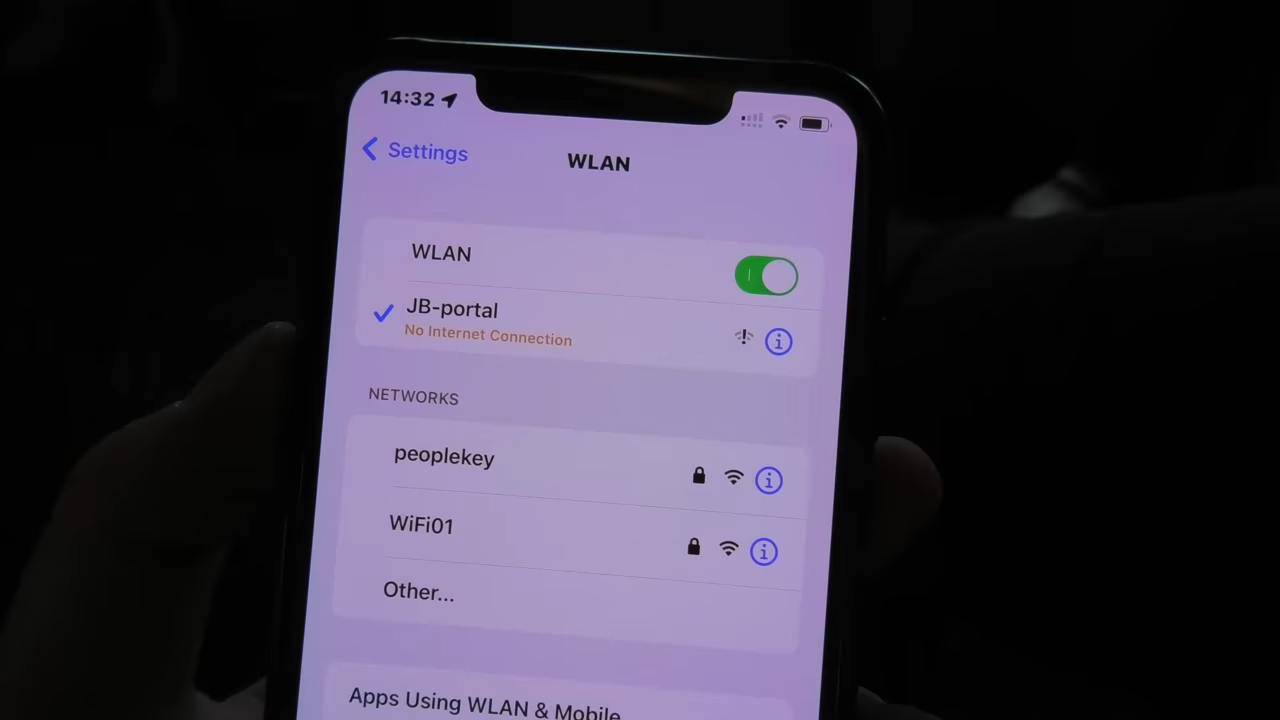 14:32
Settings
WLAN
WLAN
JB-portal
No Internet Connection
NETWORKS
peoplekey
WiFi01
Other...
Apps Using WLAN & Mobile